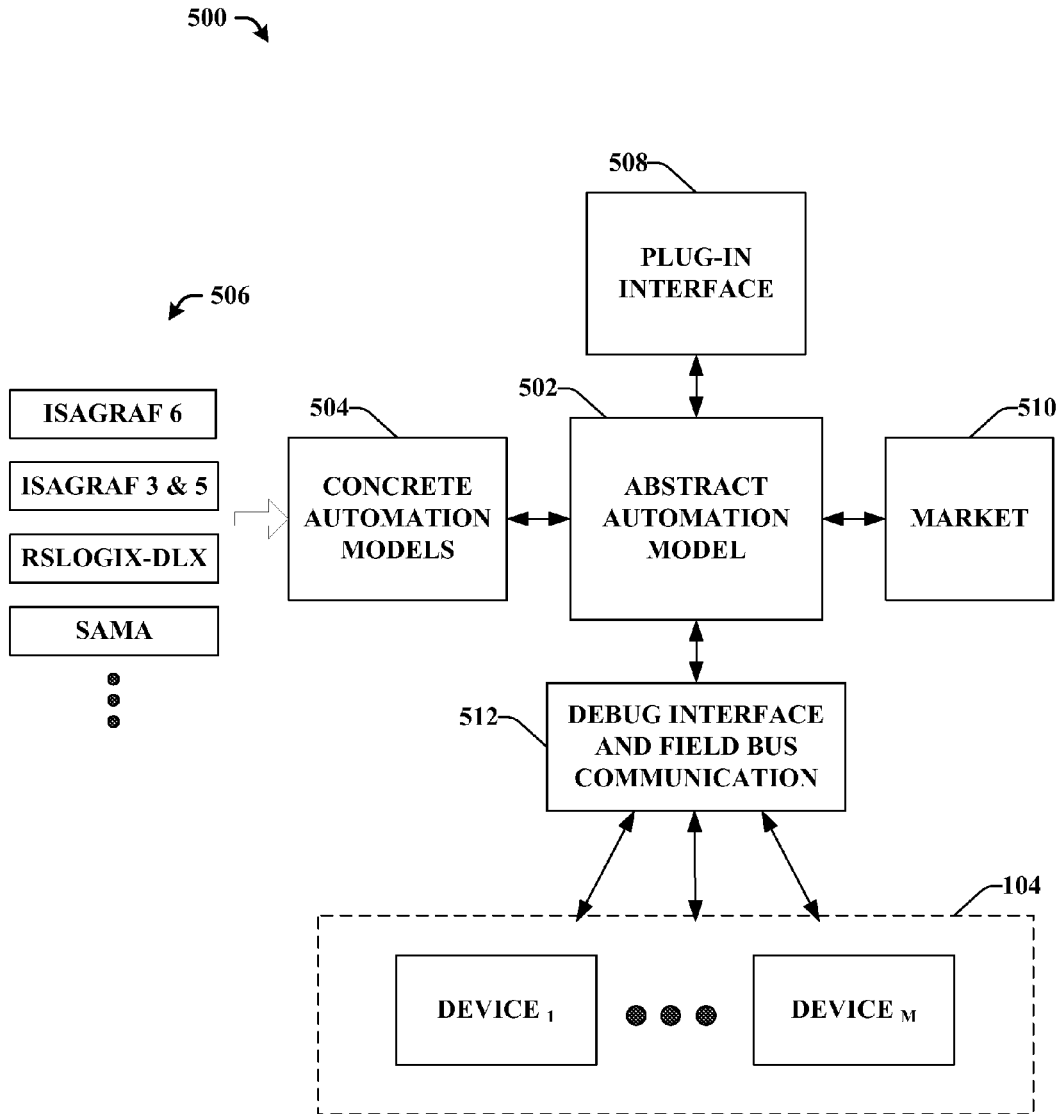 500
508
PLUG-IN
INTERFACE
506
504
502
510
ISAGRAF 6
ISAGRAF 3 & 5
RSLOGIX-DLX
SAMA
CONCRETE
AUTOMATION
MODELS
ABSTRACT
AUTOMATION
MODEL
MARKET
512
DEBUG INTERFACE
AND FIELD BUS
COMMUNICATION
104
DEVICE 1
DEVICE M